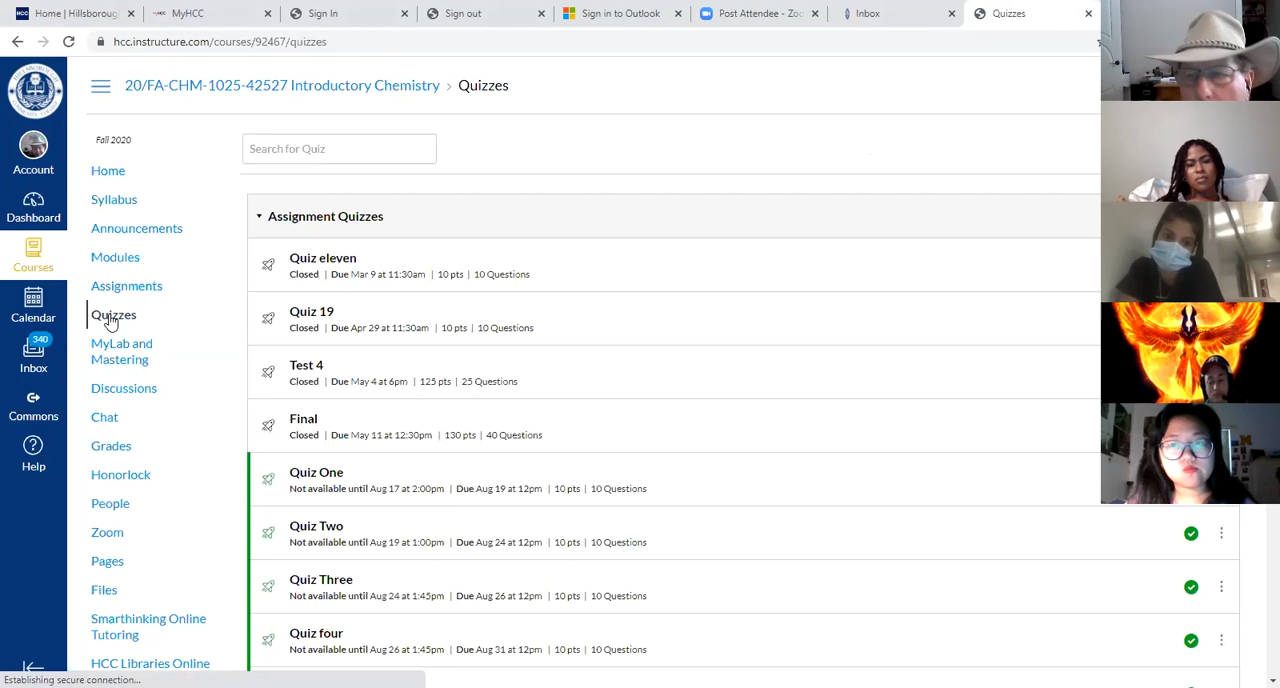 Home | Hillsboroug
MyHCC
Sign In
Sign out
Sign in to Outlook
Post Attendee - Zoo
Inbox
Quizzes
hcc.instructure.com/courses/92467/quizzes
20/FA-CHM-1025-42527 Introductory Chemistry > Quizzes
Account
Dashboard
Courses
Calendar
340
Inbox
Commons
Help
Fall 2020
Home
Syllabus
Announcements
Modules
Assignments
Quizzes
MyLab and
Mastering
Discussions
Chat
Grades
Honorlock
People
Zoom
Pages
Files
Smarthinking Online
Tutoring
HCC Libraries Online
Search for Quiz
Assignment Quizzes
Quiz eleven
Closed | Due Mar 9 at 11:30am | 10 pts | 10 Questions
Quiz 19
Closed | Due Apr 29 at 11:30am | 10 pts | 10 Questions
Test 4
Closed | Due May 4 at 6pm | 125 pts | 25 Questions
Final
Closed | Due May 11 at 12:30pm | 130 pts | 40 Questions
Quiz One
Not available until Aug 17 at 2:00pm | Due Aug 19 at 12pm | 10 pts | 10 Questions
Quiz Two
Not available until Aug 19 at 1:00pm | Due Aug 24 at 12pm | 10 pts | 10 Questions
Quiz Three
Not available until Aug 24 at 1:45pm | Due Aug 26 at 12pm | 10 pts | 10 Questions
Quiz four
Not available until Aug 26 at 1:45pm | Due Aug 31 at 12pm | 10 pts | 10 Questions
Establishing secure connection...